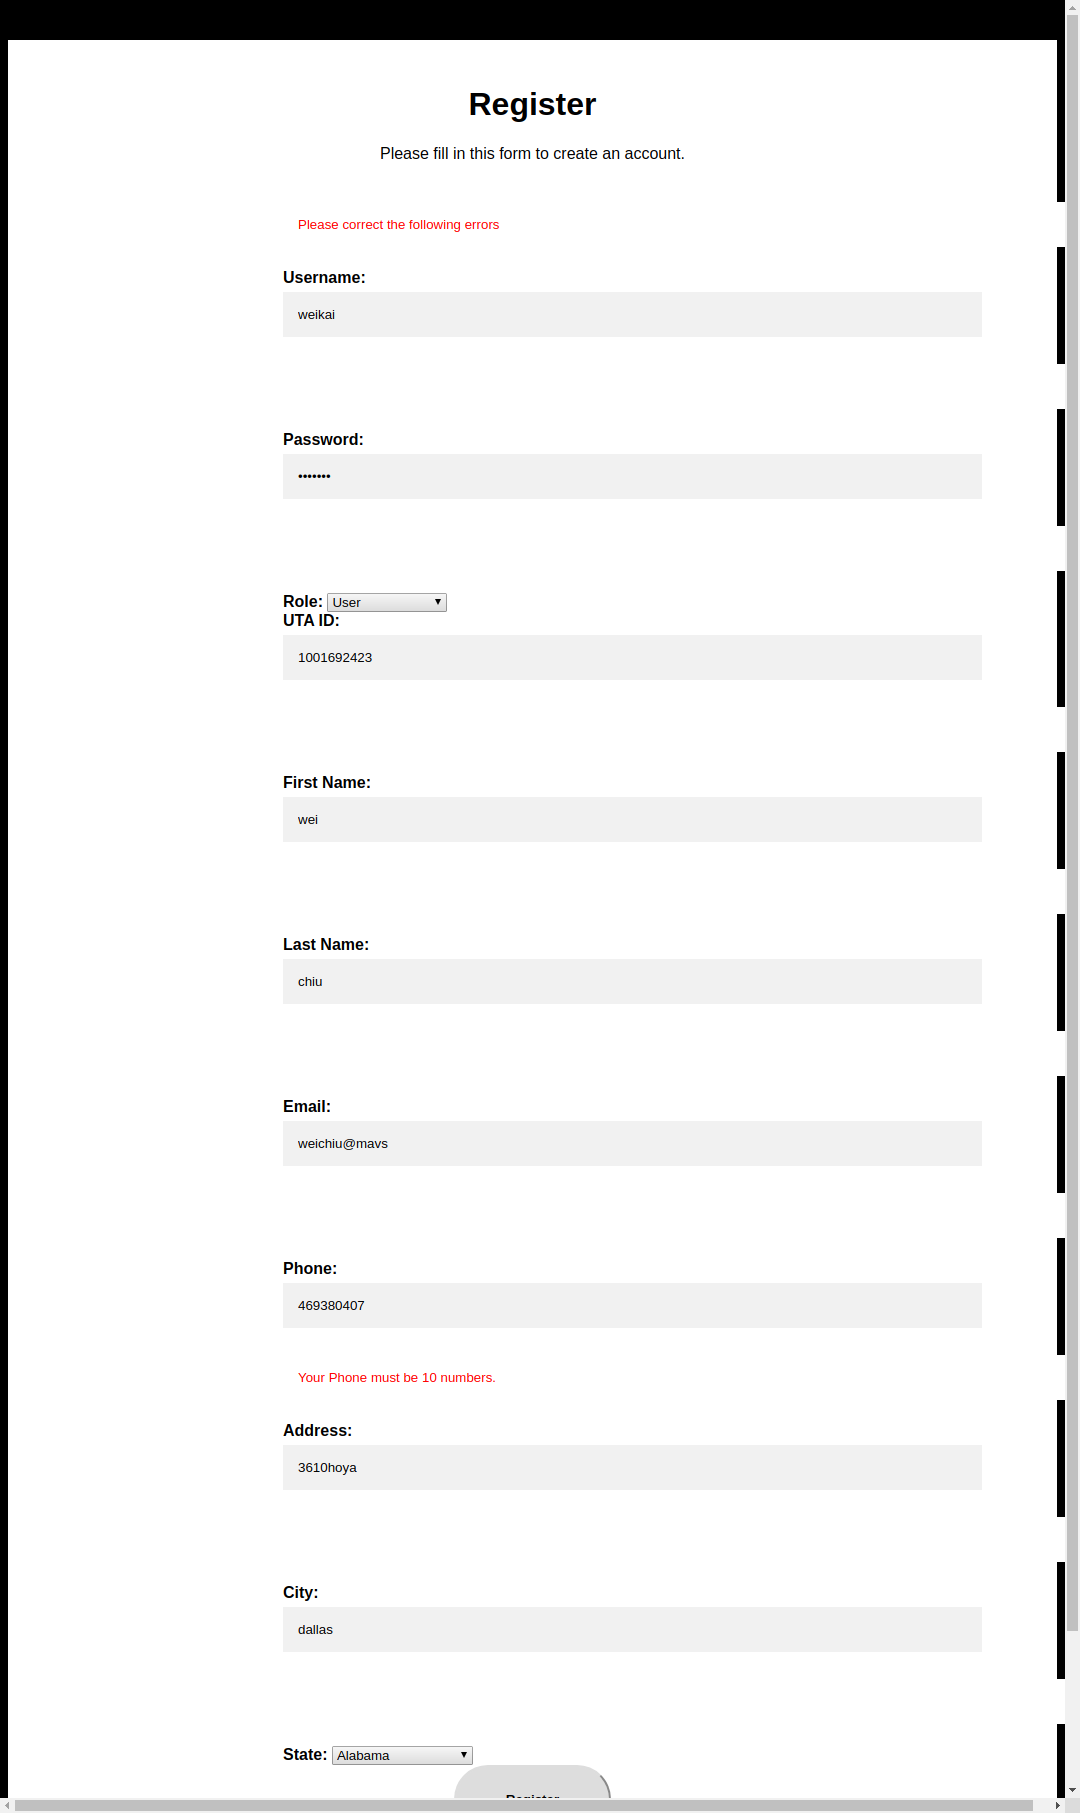 Register
Please fill in this form to create an account.
Please correct the following errors
Username:
weikai
Password:
•••••••
Role: User
UTA ID:
1001692423
First Name:
wei
Last Name:
chiu
Email:
weichiu@mavs
Phone:
469380407
Your Phone must be 10 numbers.
Address:
3610hoya
City:
dallas
State: Alabama
Register